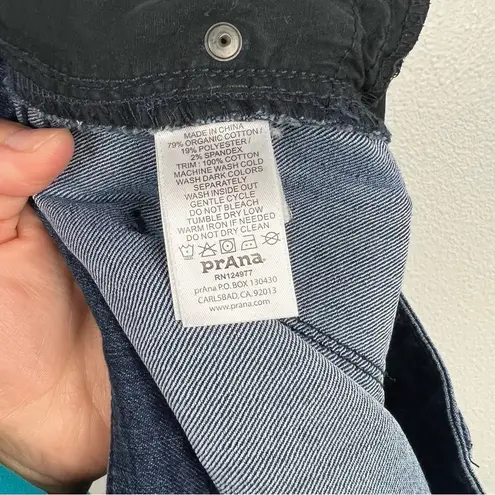 MADE IN CHINA
79% ORGANIC COTTON /
19% POLYESTER /
2% SPANDEX
TRIM : 100% COTTON
MACHINE WASH COLD
WASH DARK COLORS
SEPARATELY
WASH INSIDE OUT
GENTLE CYCLE
DO NOT BLEACH
TUMBLE DRY LOW
WARM IRON IF NEEDED
DO NOT DRY CLEAN
prAna
RN124977
prAna P.O. BOX 130430
CARLSBAD, CA. 92013
www.prana.com